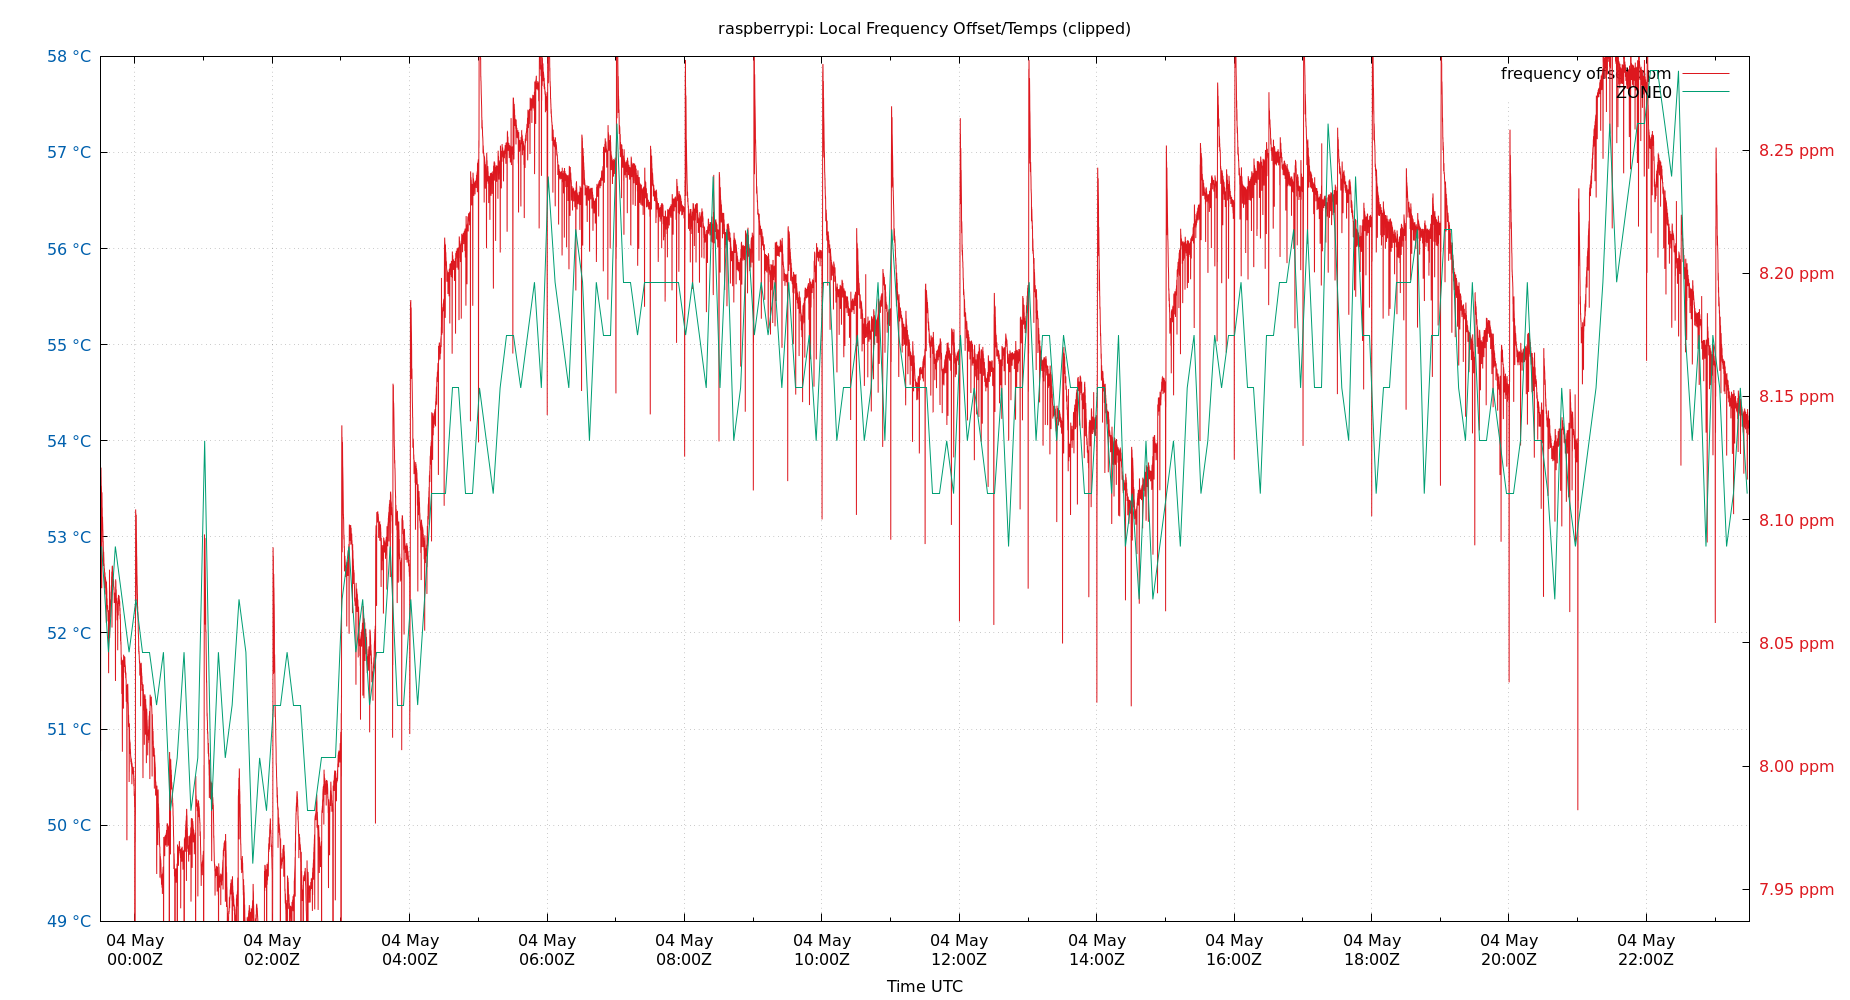 raspberrypi: Local Frequency Offset/Temps (clipped)
58 °C
57 °C
56 °C
55 °C
54 °C
53 °C
52 °C
51 °C
50 °C
49 °C
frequency offset ppm
ZONE0
8.25 ppm
8.20 ppm
8.15 ppm
8.10 ppm
8.05 ppm
8.00 ppm
7.95 ppm
04 May 04 May 04 May 04 May 04 May 04 May 04 May 04 May 04 May 04 May 04 May 04 May
00:00Z 02:00Z 04:00Z 06:00Z 08:00Z 10:00Z 12:00Z 14:00Z 16:00Z 18:00Z 20:00Z 22:00Z
Time UTC